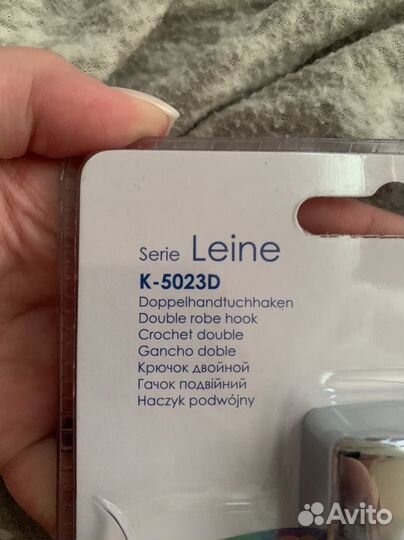 Serie Leine
K-5023D
Doppelhandtuchhaken
Double robe hook
Crochet double
Gancho doble
Крючок двойной
Гачок подвійний
Haczyk podwójny
Avito